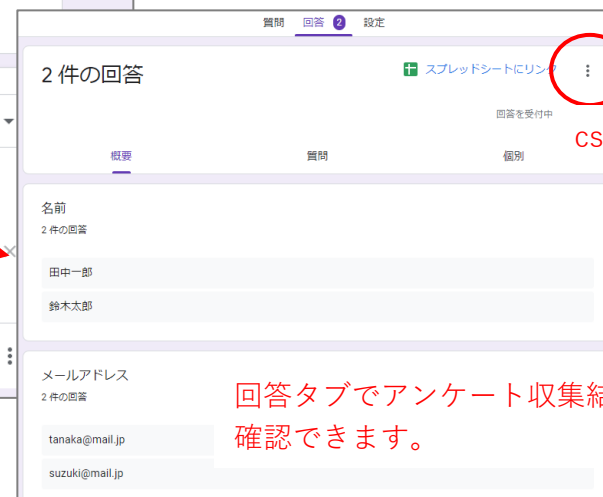 質問 回答 2 設定
2 件の回答
スプレッドシートにリンク
回答を受付中
CS
概要 質問 個別
名前
2 件の回答
田中一郎
鈴木太郎
メールアドレス
2 件の回答
回答タブでアンケート収集結
確認できます。
tanaka@mail.jp
suzuki@mail.jp